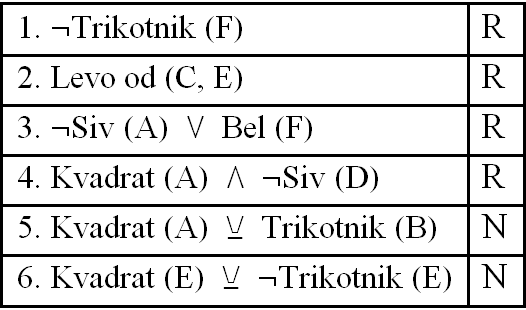 1. ¬Trikotnik (F) R
2. Levo od (C, E) R
3. ¬Siv (A) ∨ Bel (F) R
4. Kvadrat (A) ∧ ¬Siv (D) R
5. Kvadrat (A) ⊻ Trikotnik (B) N
6. Kvadrat (E) ⊻ ¬Trikotnik (E) N